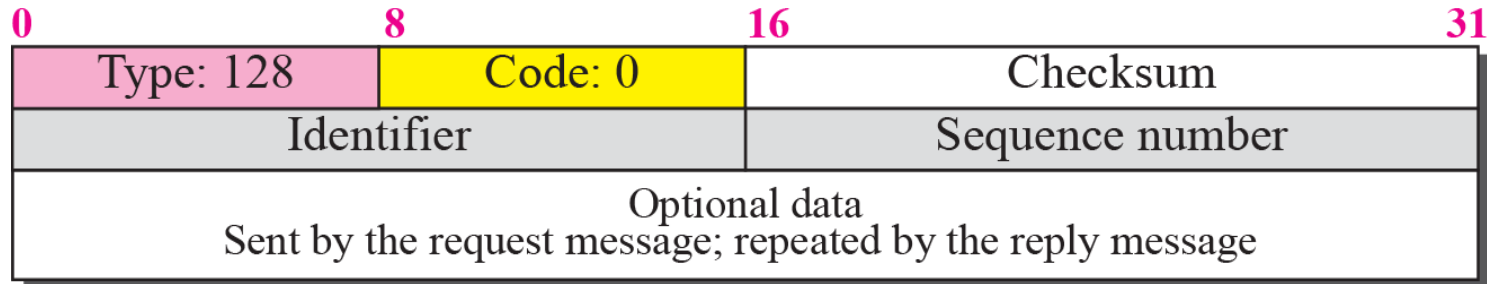 0 8 16 31
Type: 128 Code: 0 Checksum
Identifier Sequence number
Optional data
Sent by the request message; repeated by the reply message